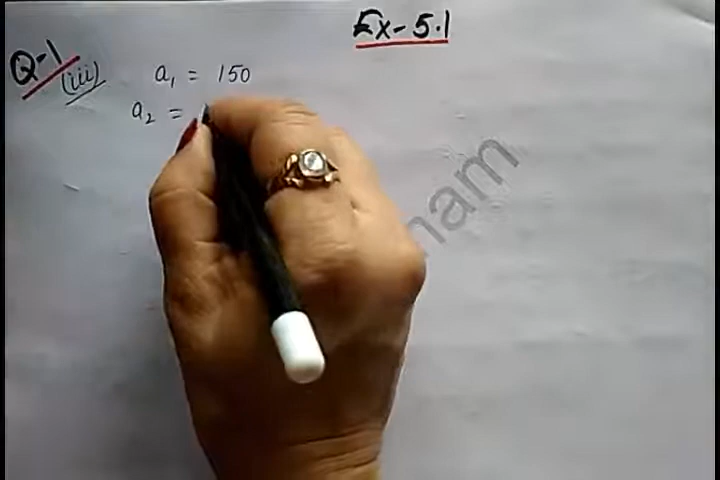 Ex-5.1
Q-1 (iii) a₁ = 150
a₂ =